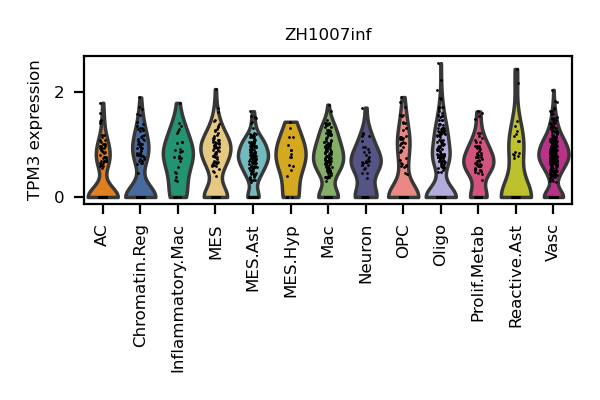 ZH1007inf
TPM3 expression
2
0
AC
Chromatin.Reg
Inflammatory.Mac
MES
MES.Ast
MES.Hyp
Mac
Neuron
OPC
Oligo
Prolif.Metab
Reactive.Ast
Vasc